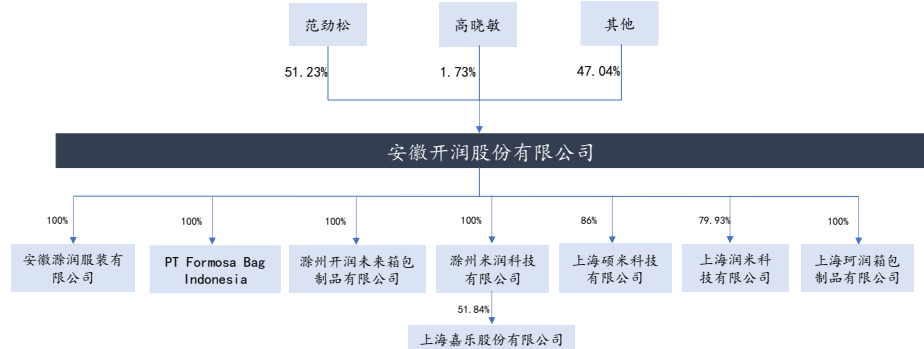 范劲松
高晓敏
其他
51.23%
1.73%
47.04%
安徽开润股份有限公司
100%
100%
100%
100%
86%
79.93%
100%
安徽滁润服装有
限公司
PT Formosa Bag
Indonesia
滁州开润未来箱包
制品有限公司
滁州米润科技
有限公司
上海硕米科技有
限公司
上海润米科
技有限公司
上海珂润箱包
制品有限公司
51.84%
上海嘉乐股份有限公司